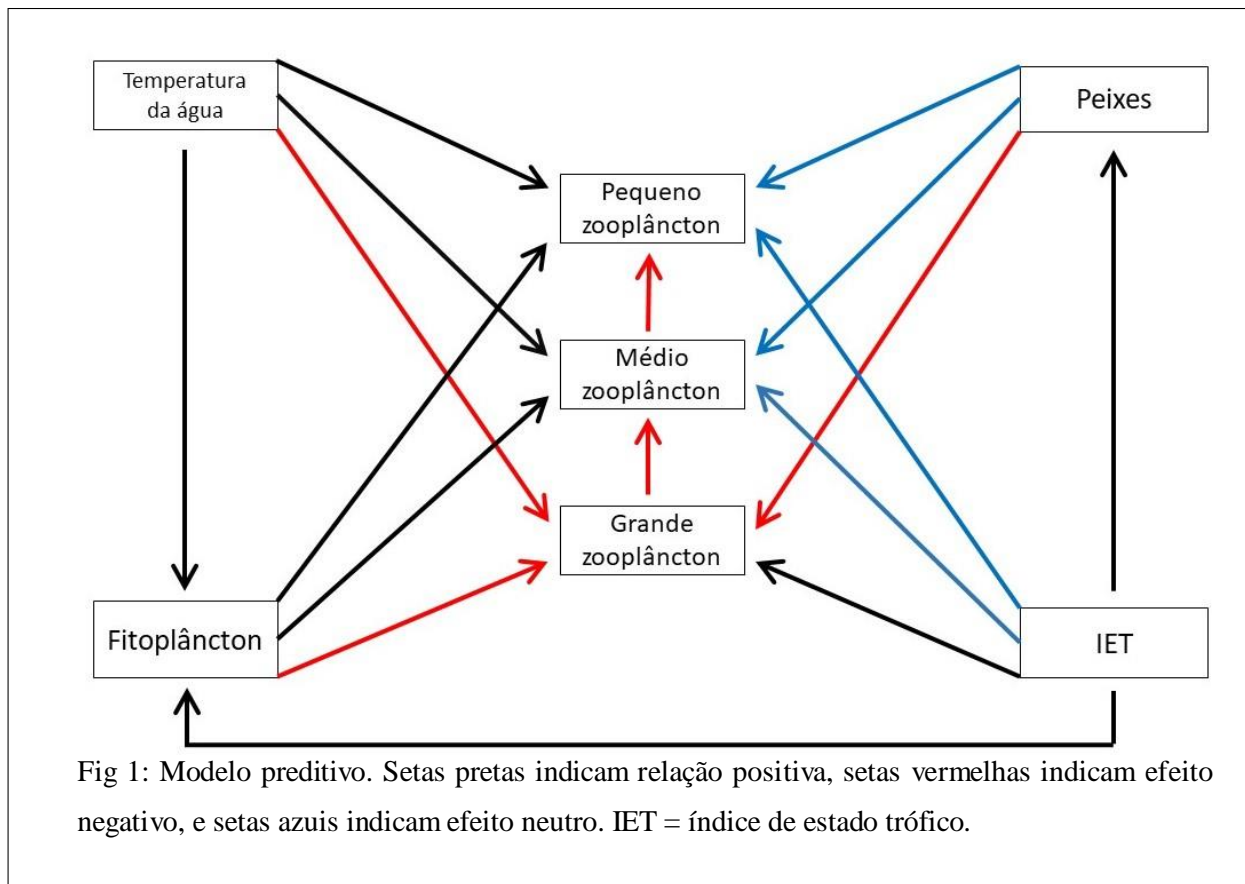 Temperatura
da água
Peixes
Pequeno
zooplâncton
Médio
zooplâncton
Grande
zooplâncton
Fitoplâncton
IET
Fig 1: Modelo preditivo. Setas pretas indicam relação positiva, setas vermelhas indicam efeito
negativo, e setas azuis indicam efeito neutro. IET = índice de estado trófico.